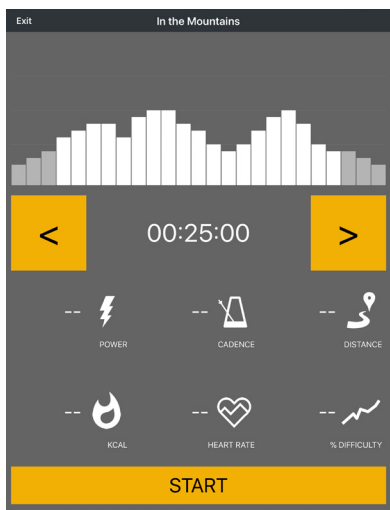 Exit In the Mountains
< 00:25:00 >
-- -- --
POWER CADENCE DISTANCE
-- -- --
KCAL HEART RATE % DIFFICULTY
START